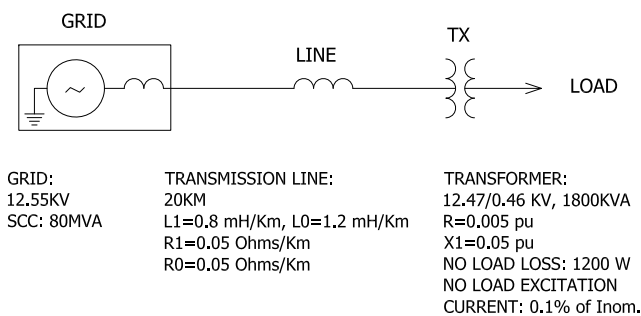 GRID
LINE
TX
LOAD
GRID:
12.55KV
SCC: 80MVA
TRANSMISSION LINE:
20KM
L1=0.8 mH/Km, L0=1.2 mH/Km
R1=0.05 Ohms/Km
R0=0.05 Ohms/Km
TRANSFORMER:
12.47/0.46 KV, 1800KVA
R=0.005 pu
X1=0.05 pu
NO LOAD LOSS: 1200 W
NO LOAD EXCITATION
CURRENT: 0.1% of Inom.